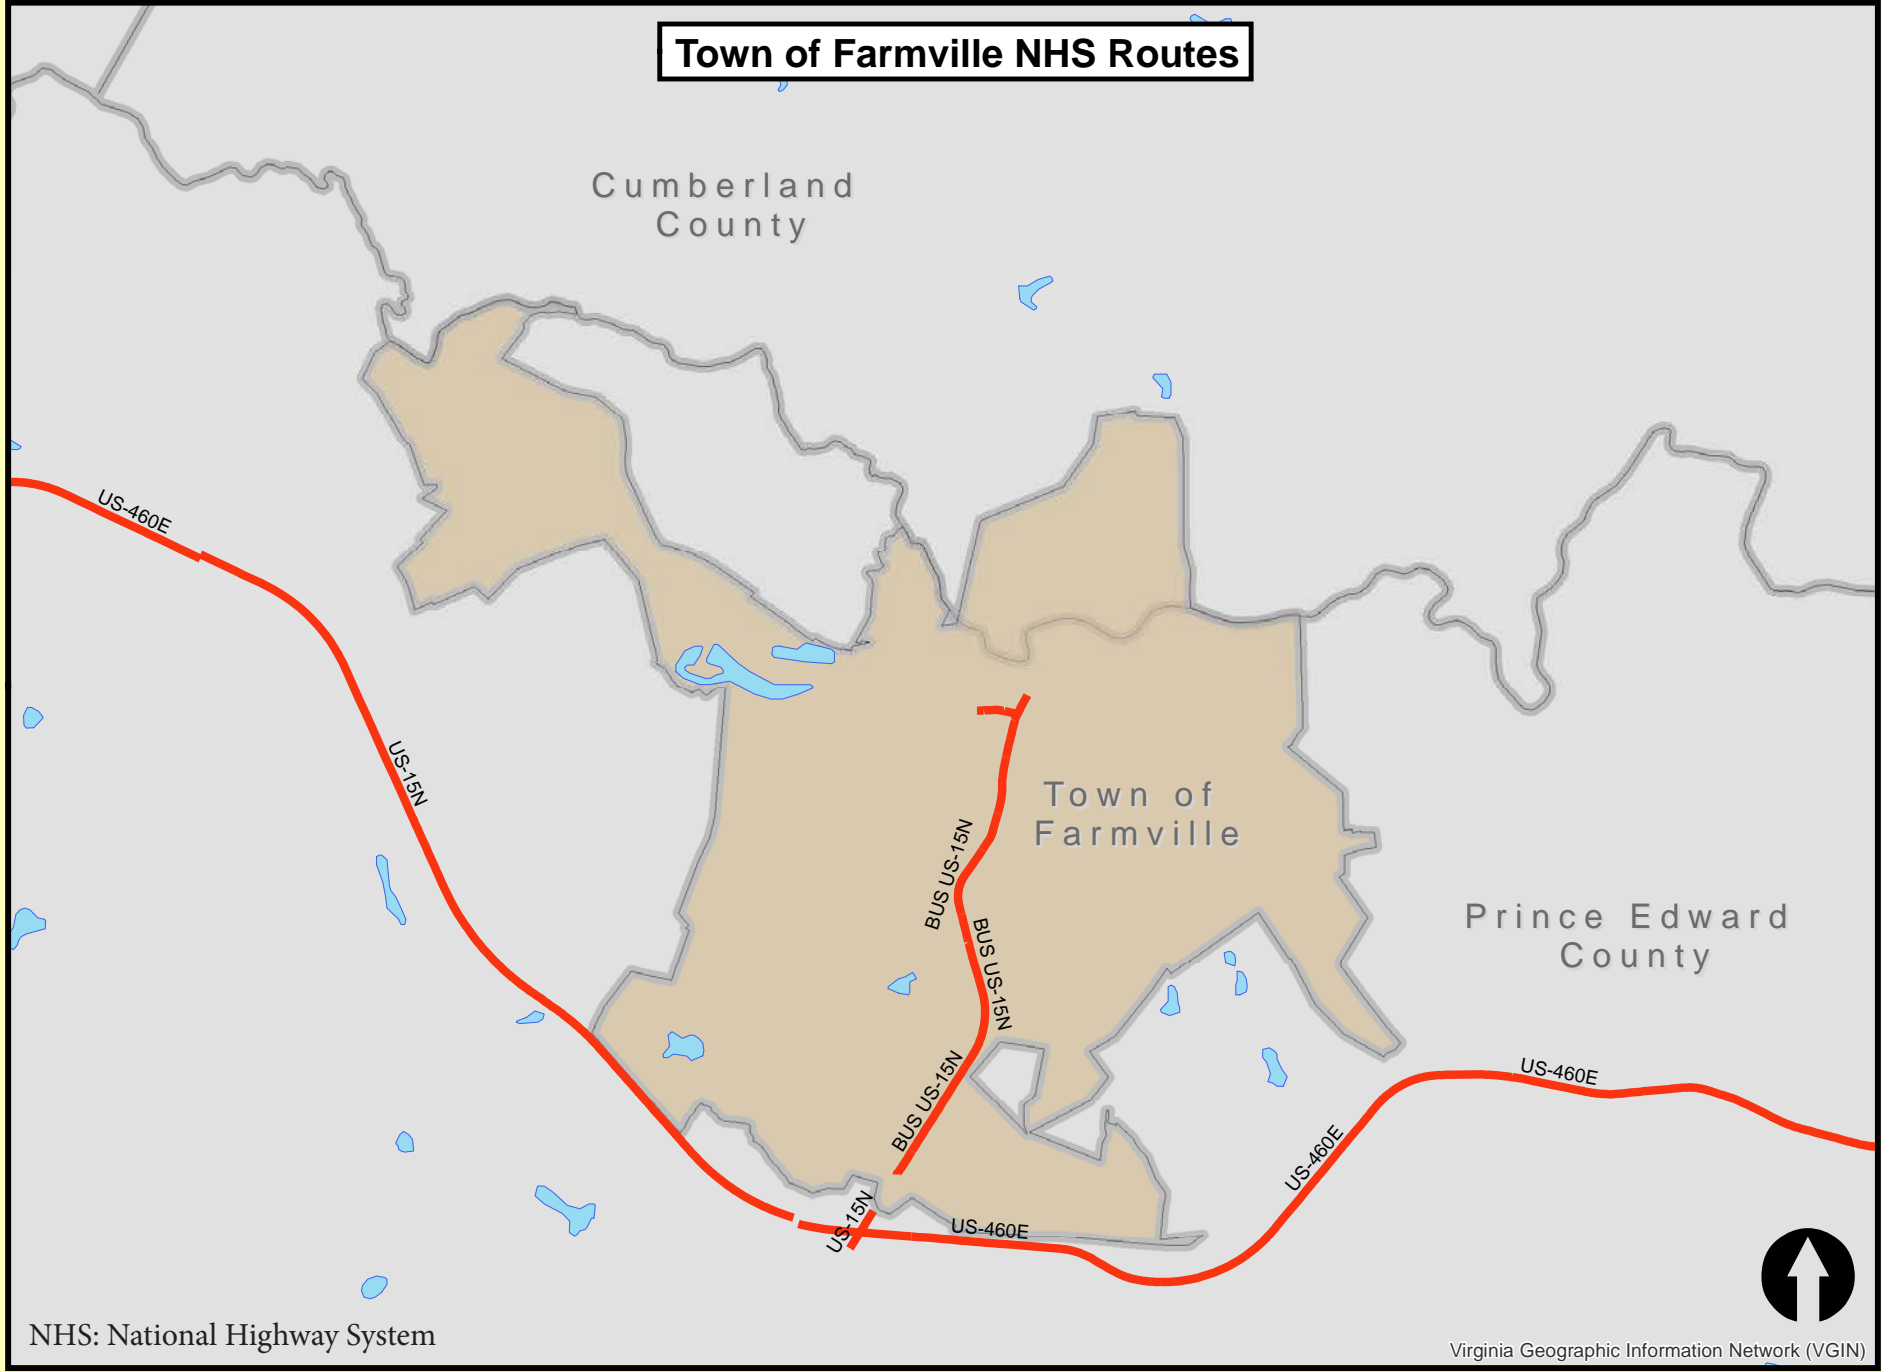 Town of Farmville NHS Routes
Cumberland
County
US-460E
US-15N
Town of
Farmville
BUS US-15N
BUS US-15N
Prince Edward
County
BUS US-15N
US-460E
US-460E
US-15N
US-460E
NHS: National Highway System
Virginia Geographic Information Network (VGIN)